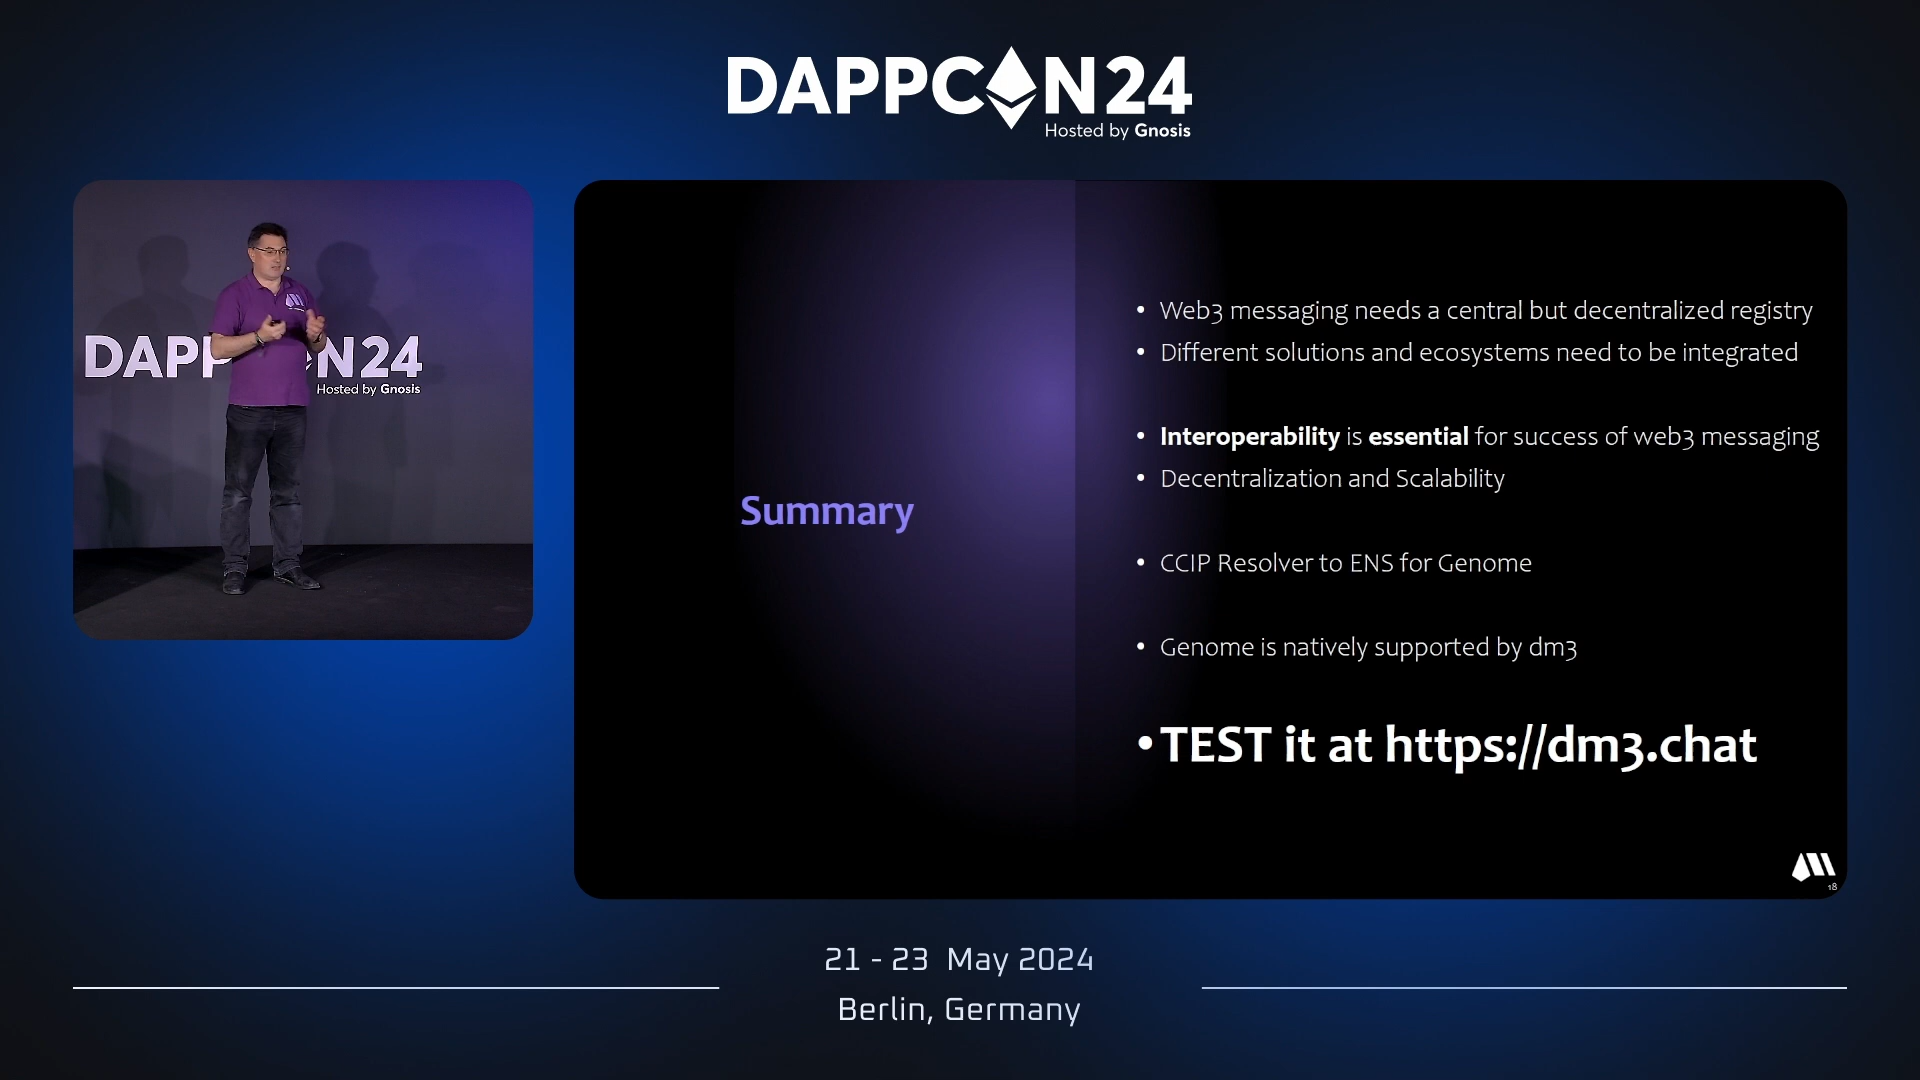 DAPPCON24
Hosted by Gnosis
DAPPCON24
Hosted by Gnosis
Summary
• Web3 messaging needs a central but decentralized registry
• Different solutions and ecosystems need to be integrated
• Interoperability is essential for success of web3 messaging
• Decentralization and Scalability
• CCIP Resolver to ENS for Genome
• Genome is natively supported by dm3
• TEST it at https://dm3.chat
18
21 - 23 May 2024
Berlin, Germany